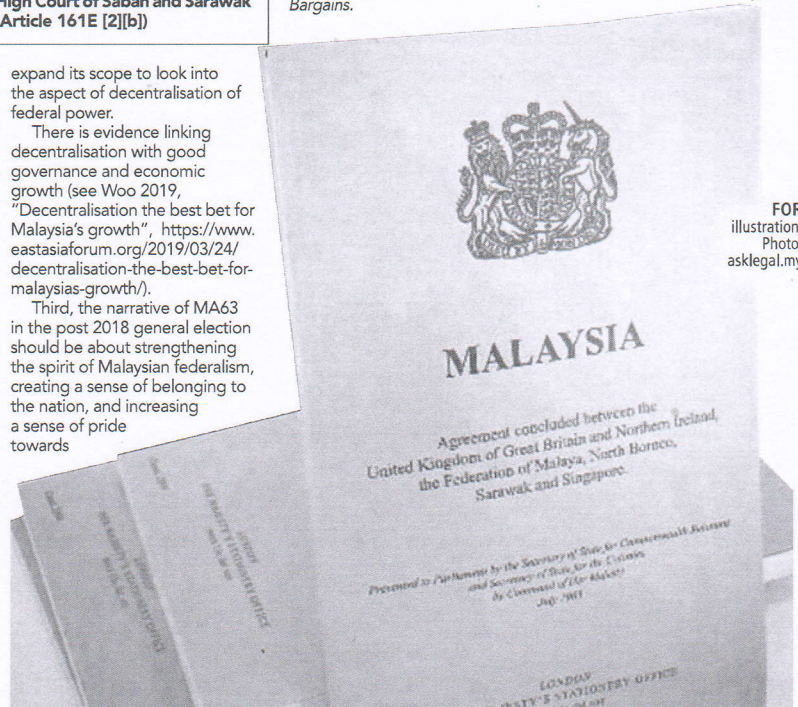 High Court of Sabah and Sarawak
(Article 161E [2][b])
Bargains.
expand its scope to look into
the aspect of decentralisation of
federal power.
There is evidence linking
decentralisation with good
governance and economic
growth (see Woo 2019,
"Decentralisation the best bet for
Malaysia's growth", https://www.
eastasiaforum.org/2019/03/24/
decentralisation-the-best-bet-for-
malaysias-growth/).
Third, the narrative of MA63
in the post 2018 general election
should be about strengthening
the spirit of Malaysian federalism,
creating a sense of belonging to
the nation, and increasing
a sense of pride
towards
FOR
illustration
Photo
asklegal.my
MALAYSIA
Agreement concluded between the
United Kingdom of Great Britain and Northern Ireland,
the Federation of Malaya, North Borneo,
Sarawak and Singapore.
Presented to Parliament by the Secretary of State for Commonwealth Relations
and Secretary of State for the Colonies
by Command of Her Majesty
July 1963
LONDON
STATIONERY OFFICE